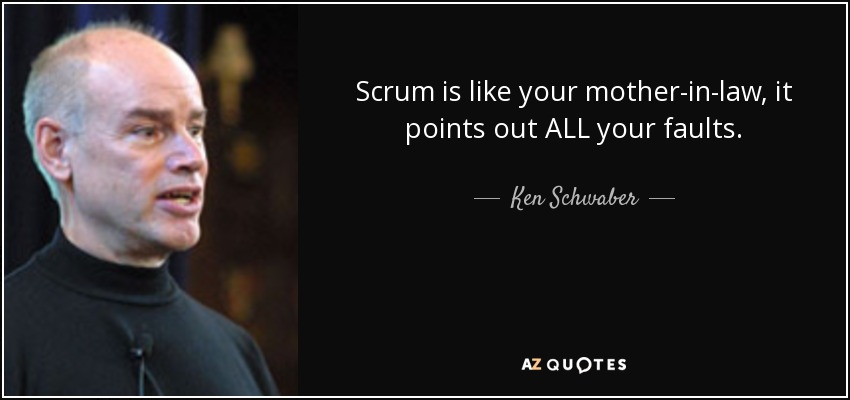 Scrum is like your mother-in-law, it
points out ALL your faults.
Ken Schwaber
AZ QUOTES